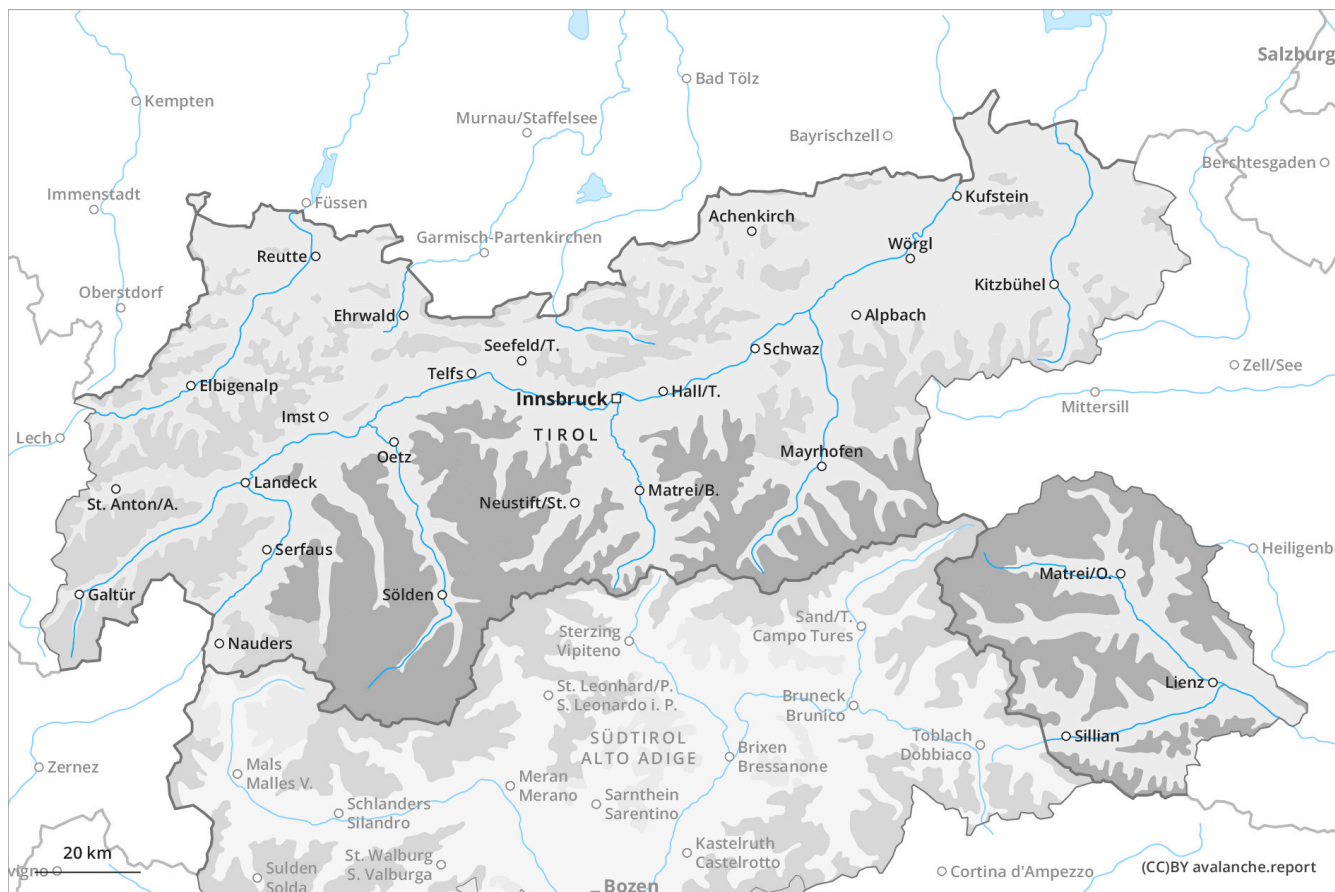 Salzburg
Bad Tölz
Kempten
Murnau/Staffelsee
Bayrischzell
Berchtesgaden
Immenstadt
Füssen
Kufstein
Achenkirch
Garmisch-Partenkirchen
Wörgl
Reutte
Kitzbühel
Oberstdorf
Ehrwald
Alpbach
Seefeld/T.
Schwaz
Zell/See
Telfs
Elbigenalp
Innsbruck
Hall/T.
Mittersill
Imst
Lech
TIROL
Oetz
Mayrhofen
Landeck
St. Anton/A.
Neustift/St.
Matrei/B.
Serfaus
Heiligenb
Matrei/O.
Galtür
Sölden
Sand/T.
Campo Tures
Sterzing
Vipiteno
Nauders
Lienz
St. Leonhard/P.
S. Leonardo i. P.
Bruneck
Brunico
Sillian
Toblach
Dobbiaco
SÜDTIROL
ALTO ADIGE
Brixen
Bressanone
Zernez
Mals
Malles V.
Meran
Merano
Sarnthein
Sarentino
Schlanders
Silandro
Kastelruth
Castelrotto
20 km
St. Walburg
S. Valburga
vigno
Sulden
Solda
Cortina d'Ampezzo
(CC)BY avalanche.report
Bozen